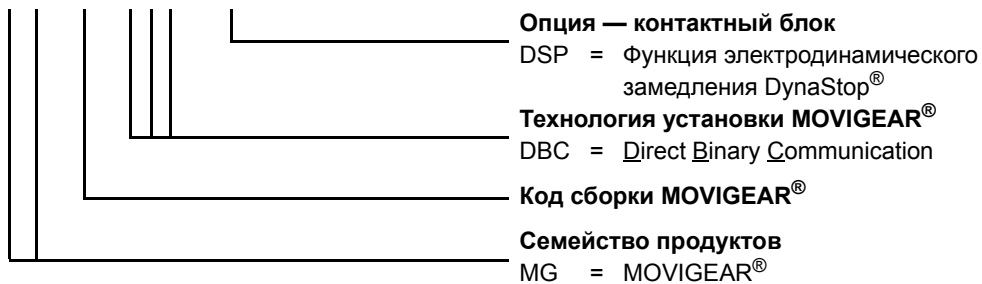 Опция — контактный блок
DSP = Функция электродинамического
замедления DynaStop®
Технология установки MOVIGEAR®
DBC = Direct Binary Communication
Код сборки MOVIGEAR®
Семейство продуктов
MG = MOVIGEAR®